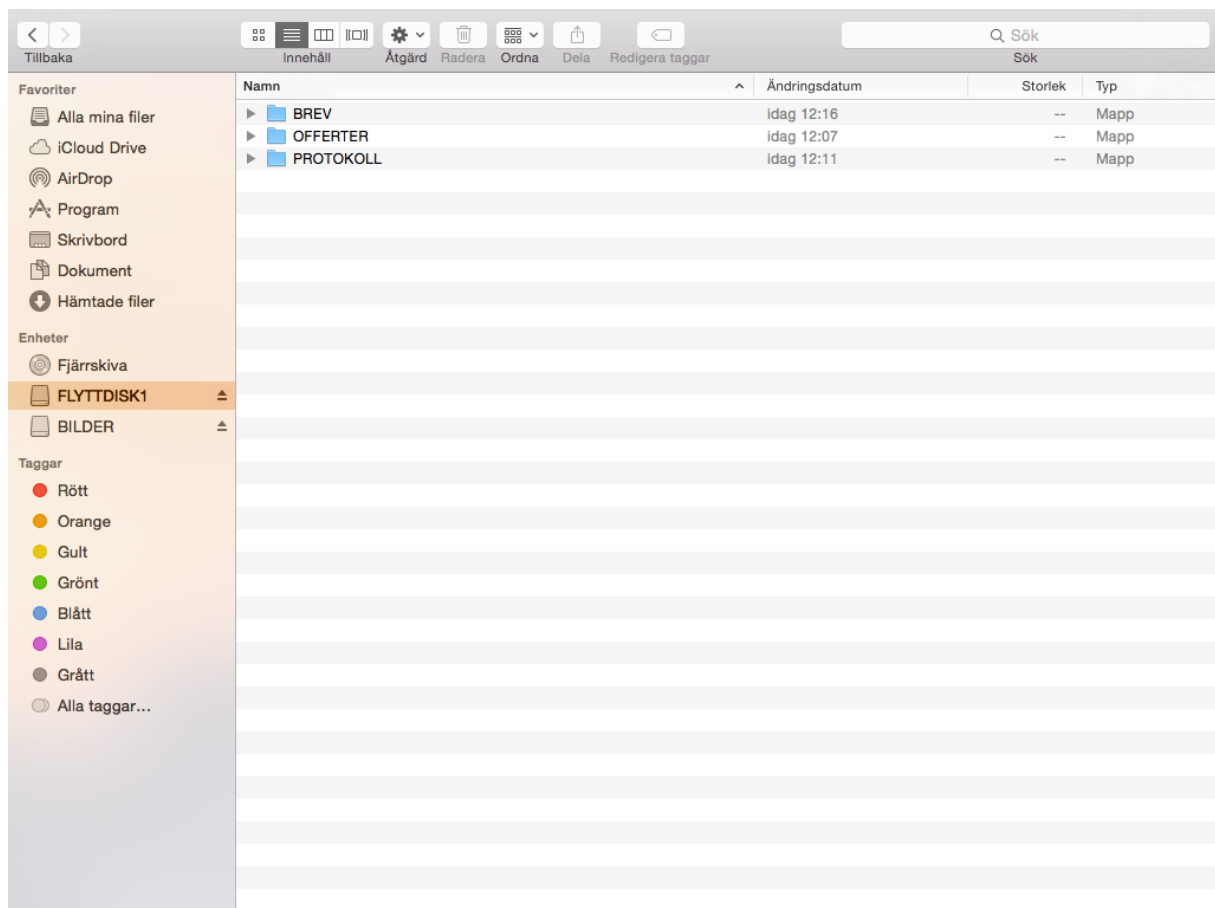 Tillbaka
Innehåll Åtgärd Radera Ordna Dela Redigera taggar
Sök
Sök
Favoriter
Alla mina filer
iCloud Drive
AirDrop
Program
Skrivbord
Dokument
Hämtade filer
Enheter
Fjärrskiva
FLYTTDISK1
BILDER
Taggar
Rött
Orange
Gult
Grönt
Blått
Lila
Grått
Alla taggar...
Namn Ändringsdatum Storlek Typ
BREV idag 12:16 -- Mapp
OFFERTER idag 12:07 -- Mapp
PROTOKOLL idag 12:11 -- Mapp